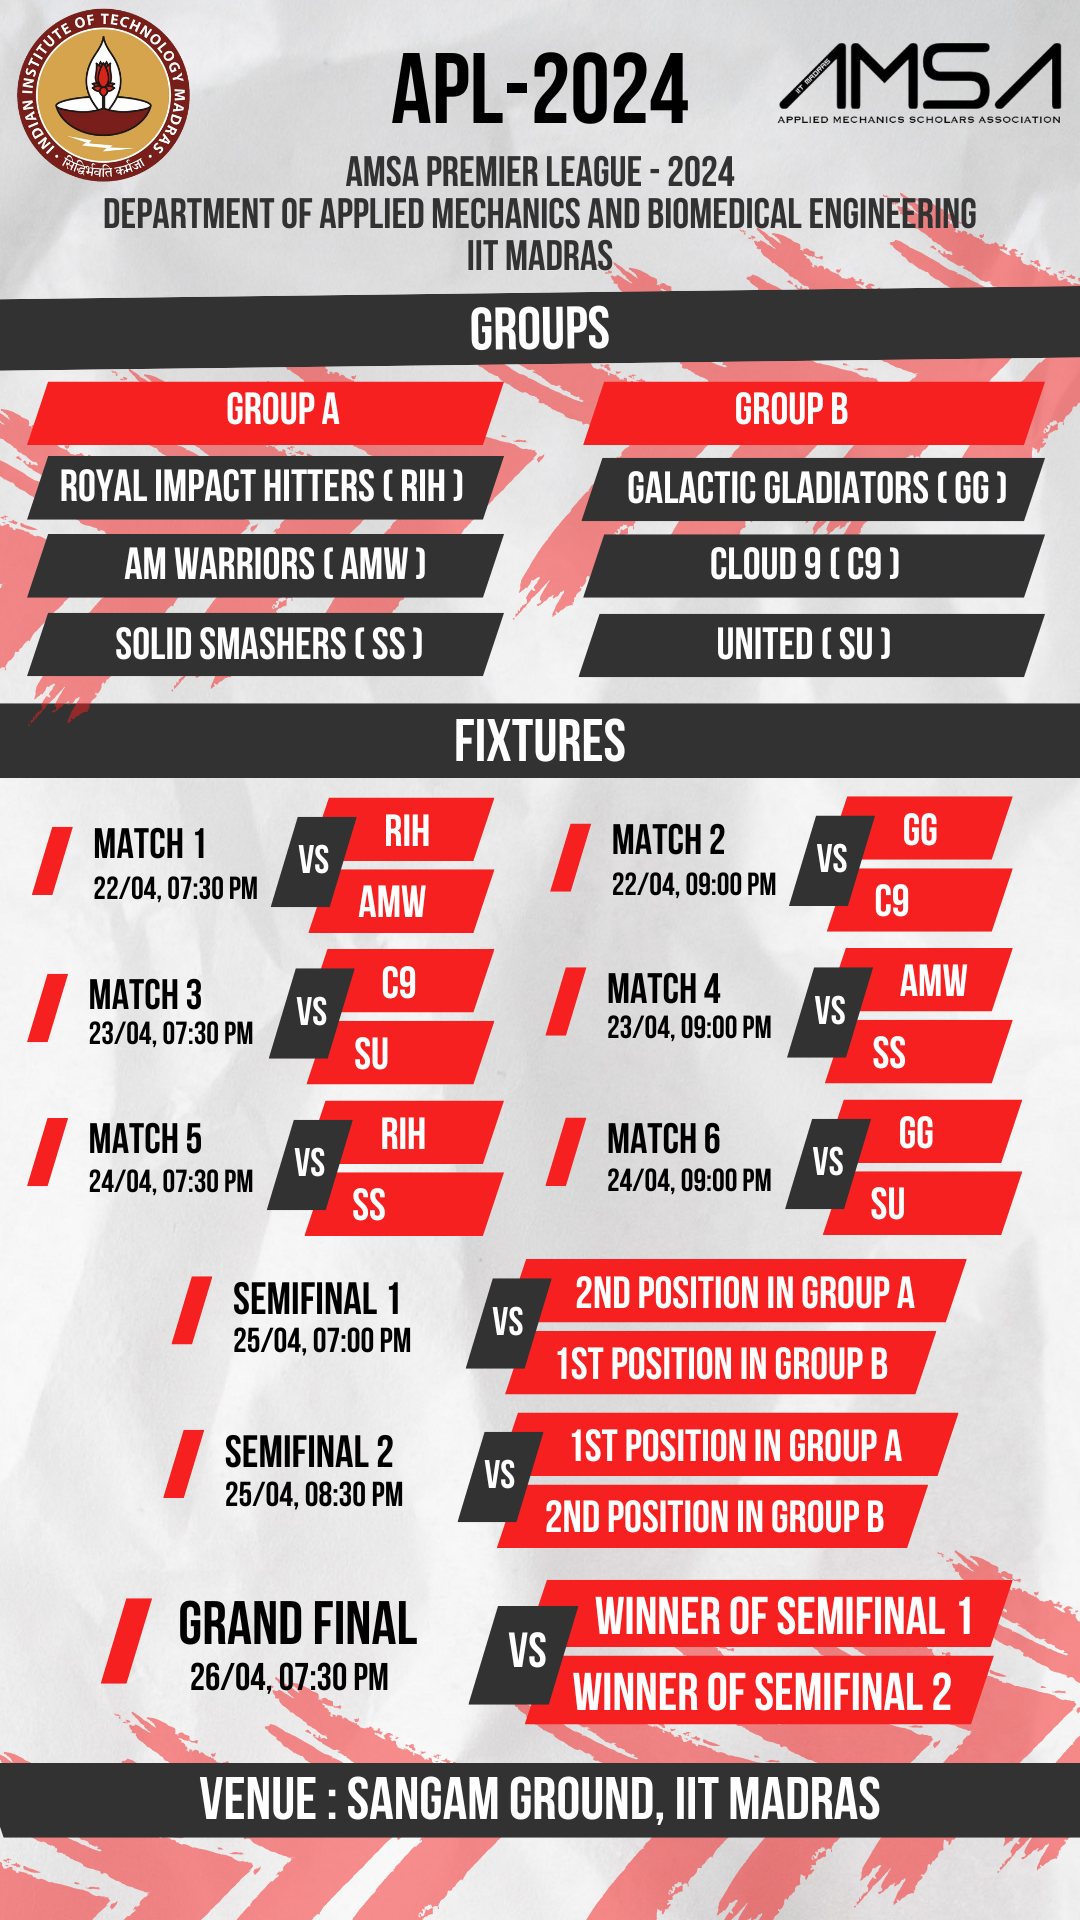 INDIAN INSTITUTE OF TECHNOLOGY MADRAS
सिद्धिर्भवति कर्मजा
APL-2024
IIT MADRAS
AMSA
APPLIED MECHANICS SCHOLARS ASSOCIATION
AMSA PREMIER LEAGUE - 2024
DEPARTMENT OF APPLIED MECHANICS AND BIOMEDICAL ENGINEERING
IIT MADRAS
GROUPS
GROUP A
ROYAL IMPACT HITTERS ( RIH )
AM WARRIORS ( AMW )
SOLID SMASHERS ( SS )
GROUP B
GALACTIC GLADIATORS ( GG )
CLOUD 9 ( C9 )
UNITED ( SU )
FIXTURES
MATCH 1
22/04, 07:30 PM
RIH
VS
AMW
MATCH 2
22/04, 09:00 PM
GG
VS
C9
MATCH 3
23/04, 07:30 PM
C9
VS
SU
MATCH 4
23/04, 09:00 PM
AMW
VS
SS
MATCH 5
24/04, 07:30 PM
RIH
VS
SS
MATCH 6
24/04, 09:00 PM
GG
VS
SU
SEMIFINAL 1
25/04, 07:00 PM
2ND POSITION IN GROUP A
VS
1ST POSITION IN GROUP B
SEMIFINAL 2
25/04, 08:30 PM
1ST POSITION IN GROUP A
VS
2ND POSITION IN GROUP B
GRAND FINAL
26/04, 07:30 PM
WINNER OF SEMIFINAL 1
VS
WINNER OF SEMIFINAL 2
VENUE : SANGAM GROUND, IIT MADRAS